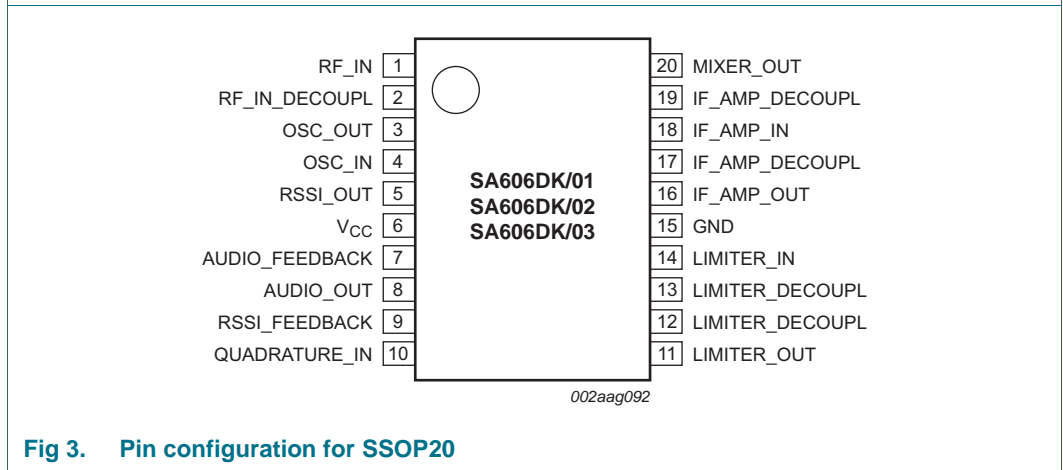 RF_IN 1
RF_IN_DECOUPL 2
OSC_OUT 3
OSC_IN 4
RSSI_OUT 5
VCC 6
AUDIO_FEEDBACK 7
AUDIO_OUT 8
RSSI_FEEDBACK 9
QUADRATURE_IN 10
SA606DK/01
SA606DK/02
SA606DK/03
20 MIXER_OUT
19 IF_AMP_DECOUPL
18 IF_AMP_IN
17 IF_AMP_DECOUPL
16 IF_AMP_OUT
15 GND
14 LIMITER_IN
13 LIMITER_DECOUPL
12 LIMITER_DECOUPL
11 LIMITER_OUT
002aag092
Fig 3. Pin configuration for SSOP20